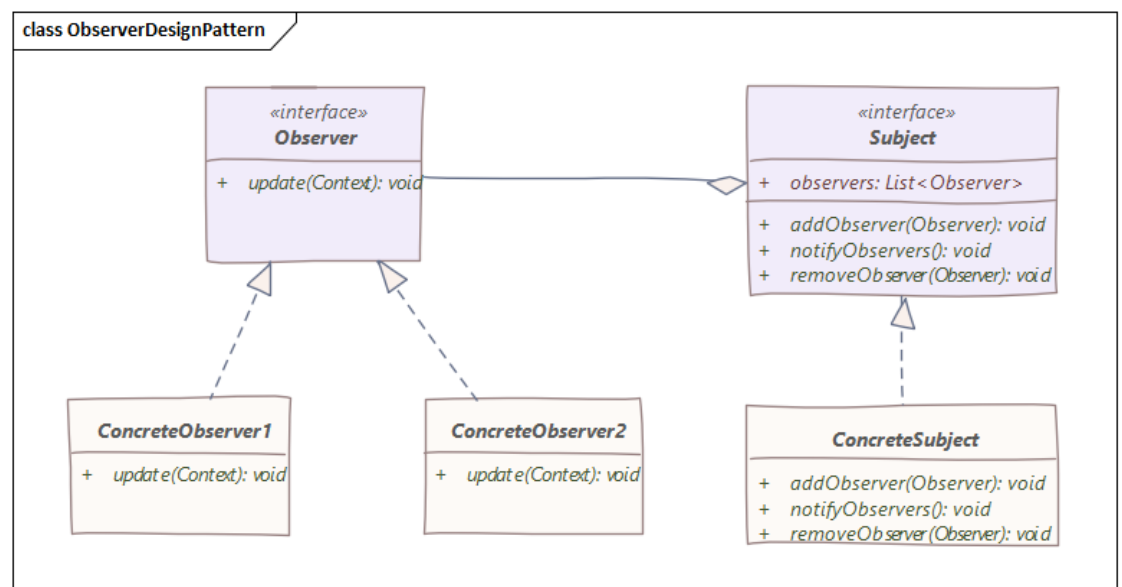 class ObserverDesignPattern
«interface»
Observer
+ update(Context): void
«interface»
Subject
+ observers: List<Observer>
+ addObserver(Observer): void
+ notifyObservers(): void
+ removeObserver(Observer): void
ConcreteObserver1
+ update(Context): void
ConcreteObserver2
+ update(Context): void
ConcreteSubject
+ addObserver(Observer): void
+ notifyObservers(): void
+ removeObserver(Observer): void